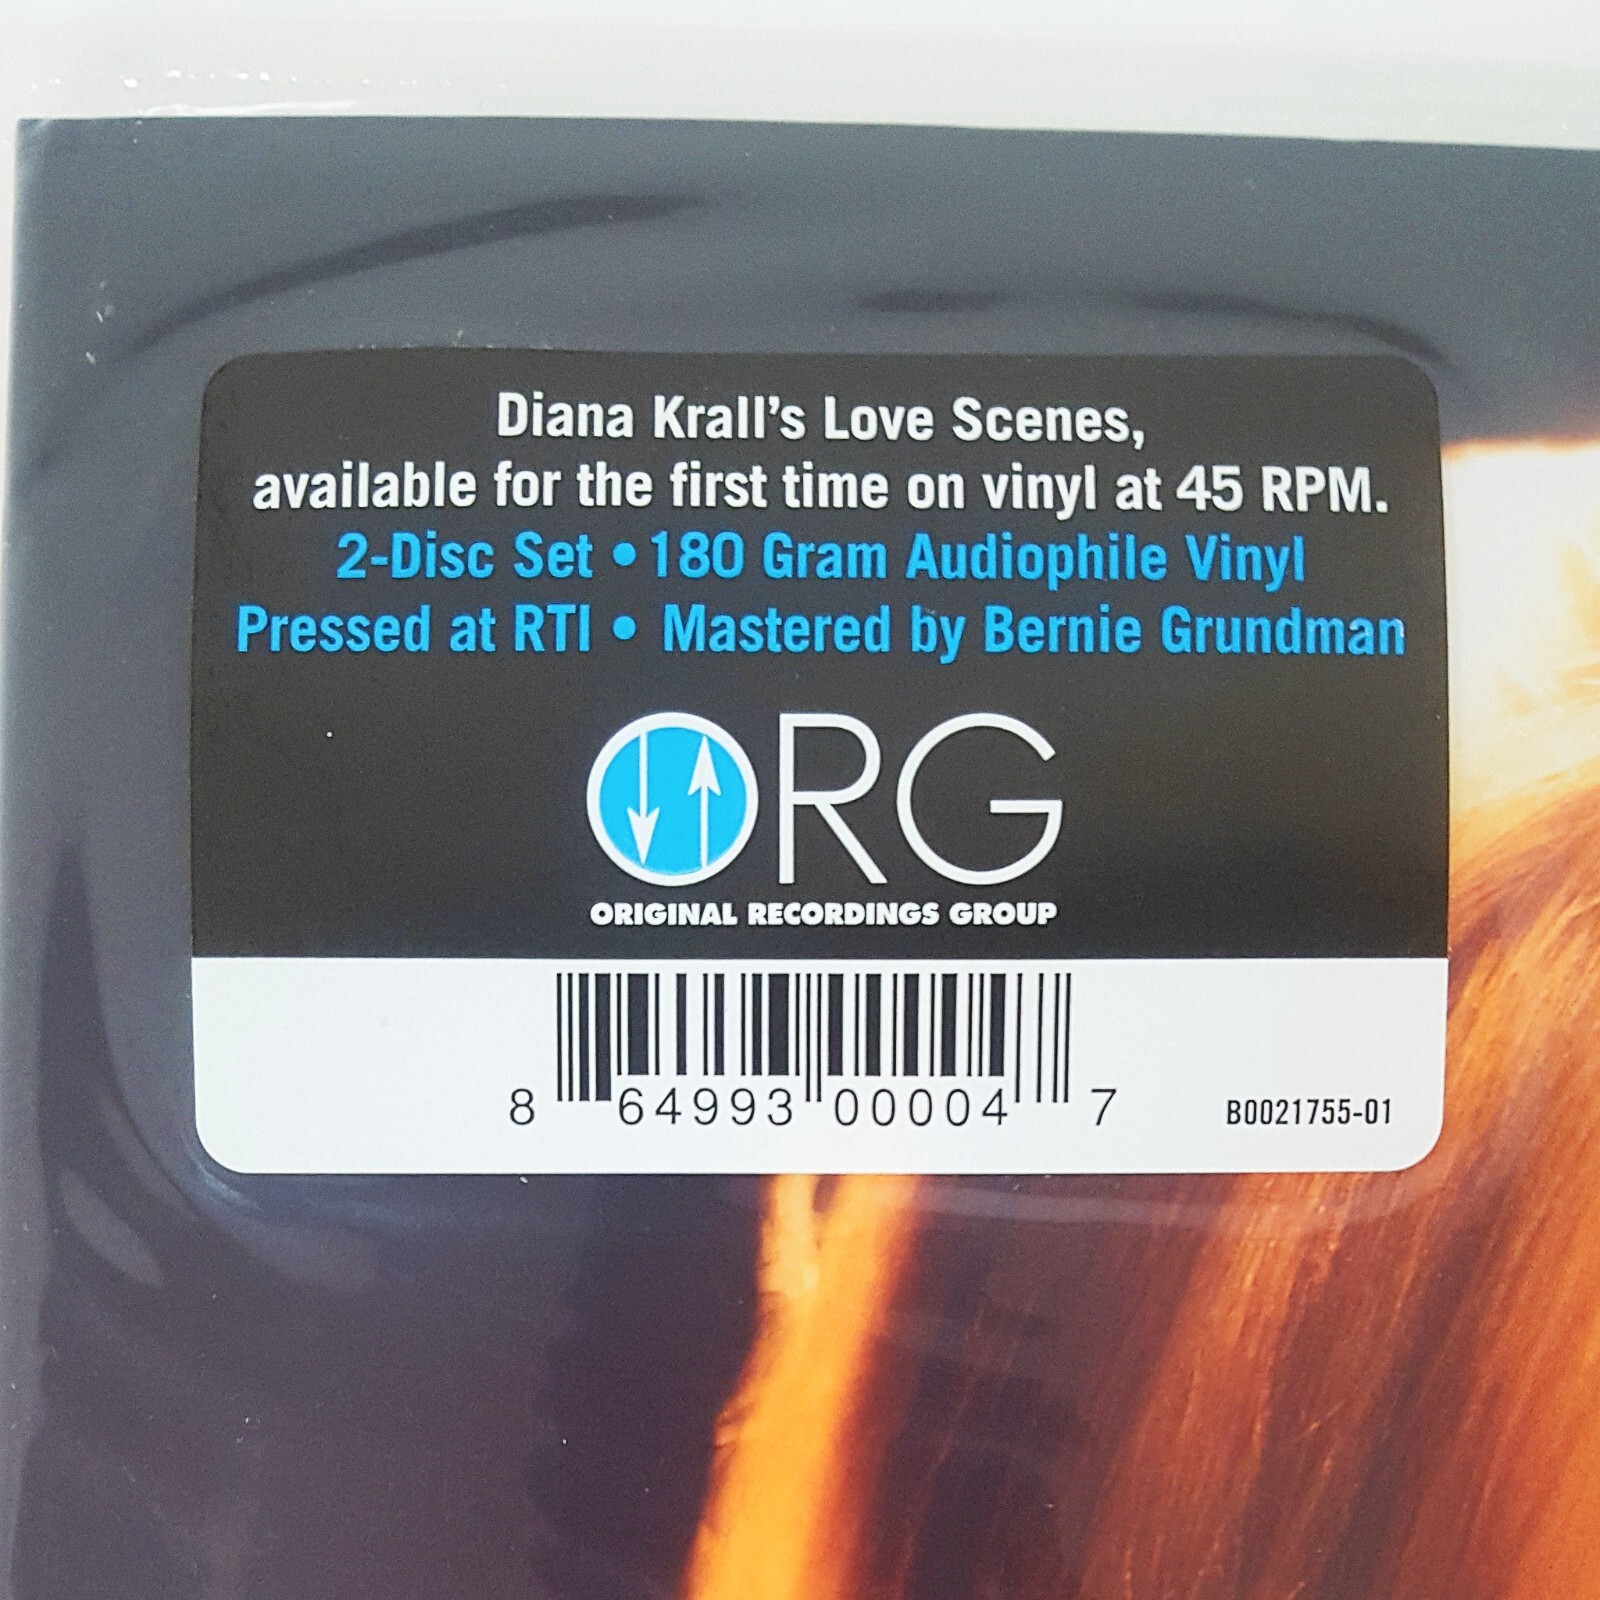 Diana Krall's Love Scenes,
available for the first time on vinyl at 45 RPM.
2-Disc Set • 180 Gram Audiophile Vinyl
Pressed at RTI • Mastered by Bernie Grundman
ORG
ORIGINAL RECORDINGS GROUP
8 64993 00004 7
B0021755-01